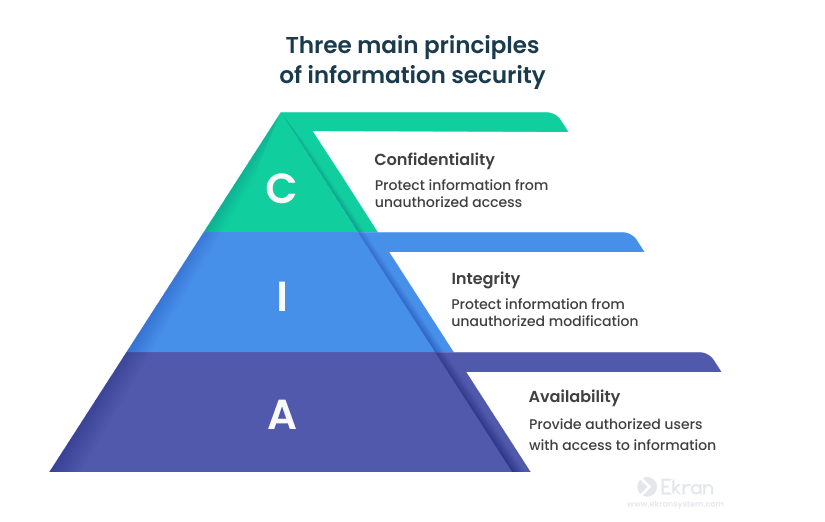 Three main principles
of information security
C
Confidentiality
Protect information from
unauthorized access
I
Integrity
Protect information from
unauthorized modification
A
Availability
Provide authorized users
with access to information
Ekran
www.ekransystem.com